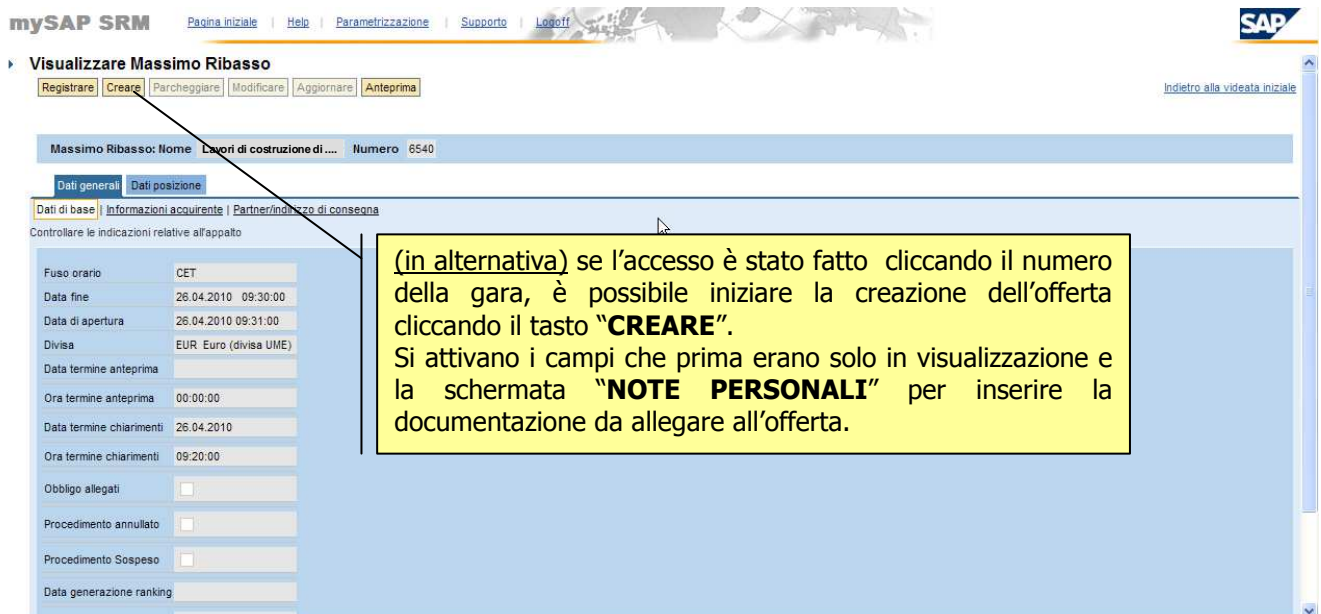 mySAP SRM
Pagina iniziale | Help | Parametrizzazione | Supporto | Logoff
SAP
Visualizzare Massimo Ribasso
Registrare Creare Parcheggiare Modificare Aggiornare Anteprima
Indietro alla videata iniziale
Massimo Ribasso: Nome Lavori di costruzione di .... Numero 6540
Dati generali Dati posizione
Dati di base | Informazioni acquirente | Partner/indirizzo di consegna
Controllare le indicazioni relative all'appalto
Fuso orario CET
Data fine 26.04.2010 09:30:00
Data di apertura 26.04.2010 09:31:00
Divisa EUR Euro (divisa UME)
Data termine anteprima
Ora termine anteprima 00:00:00
Data termine chiarimenti 26.04.2010
Ora termine chiarimenti 09:20:00
Obbligo allegati
Procedimento annullato
Procedimento Sospeso
Data generazione ranking
(in alternativa) se l’accesso è stato fatto cliccando il numero
della gara, è possibile iniziare la creazione dell’offerta
cliccando il tasto “CREARE”.
Si attivano i campi che prima erano solo in visualizzazione e
la schermata “NOTE PERSONALI” per inserire la
documentazione da allegare all’offerta.